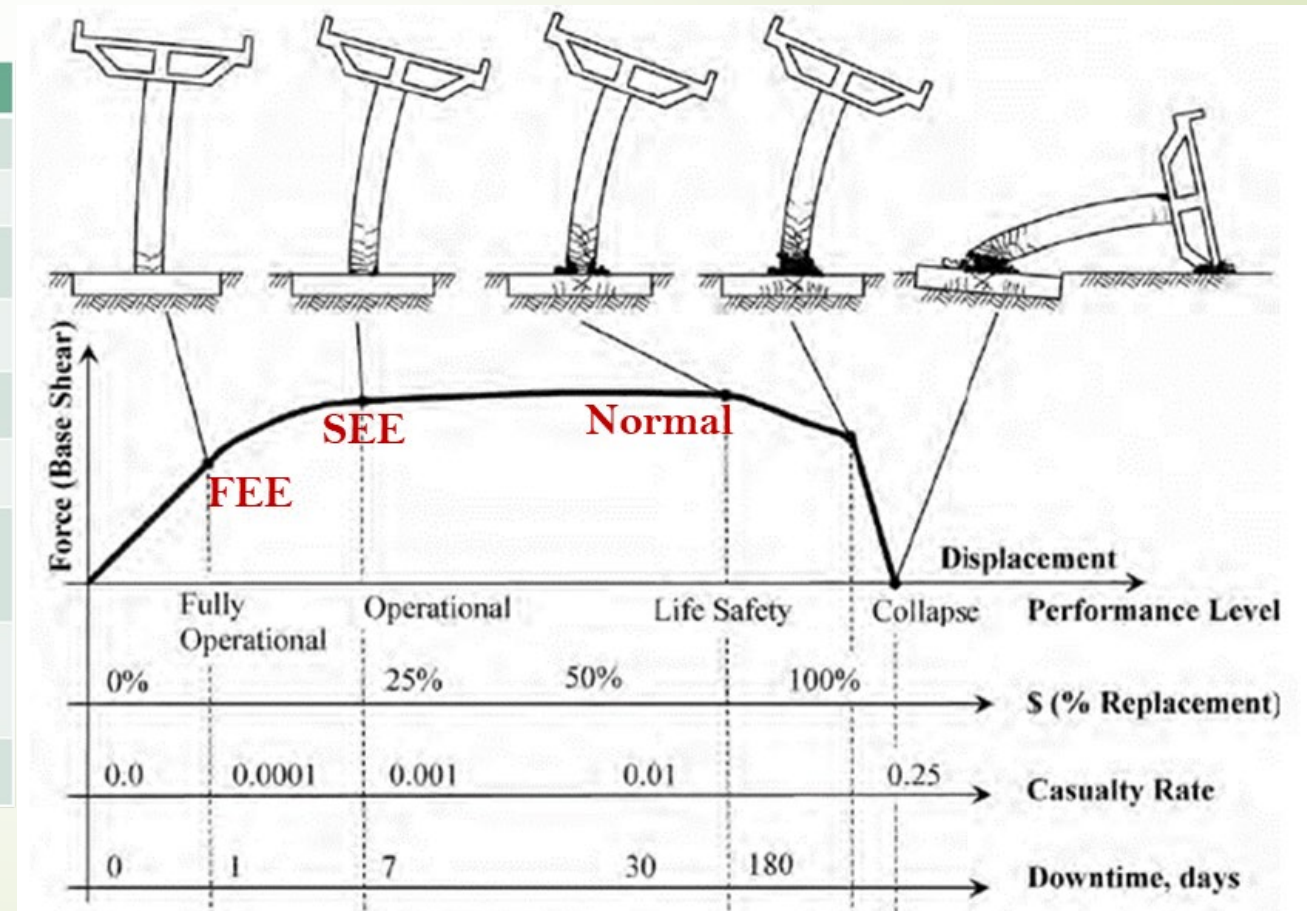 Force (Base Shear)
SEE
Normal
FEE
Displacement
Fully
Operational
Operational
Life Safety
Collapse
Performance Level
0%
25%
50%
100%
$ (% Replacement)
0.0
0.0001
0.001
0.01
0.25
Casualty Rate
0
1
7
30
180
Downtime, days